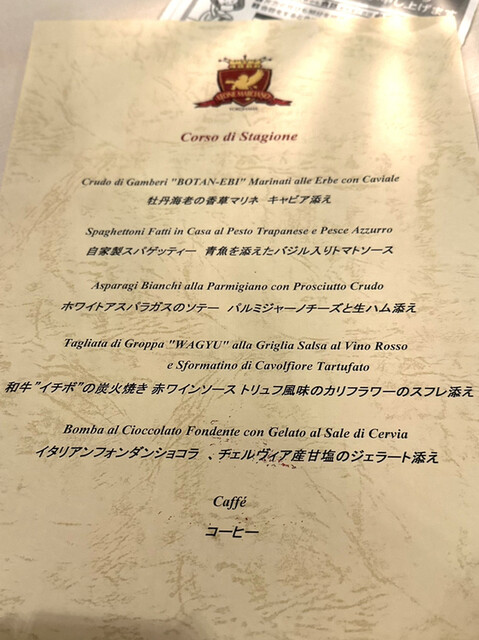 LEONE MARCIANO
Corso di Stagione
Crudo di Gamberi "BOTAN-EBI" Marinati alle Erbe con Caviale
牡丹海老の香草マリネ キャビア添え
Spaghettoni Fatti in Casa al Pesto Trapanese e Pesce Azzurro
自家製スパゲッティー 青魚を添えたバジル入りトマトソース
Asparagi Bianchi alla Parmigiano con Prosciutto Crudo
ホワイトアスパラガスのソテー パルミジャーノチーズと生ハム添え
Tagliata di Groppa "WAGYU" alla Griglia Salsa al Vino Rosso
e Sformatino di Cavolfiore Tartufato
和牛”イチボ”の炭火焼き 赤ワインソース トリュフ風味のカリフラワーのスフレ添え
Bomba al Cioccolato Fondente con Gelato al Sale di Cervia
イタリアンフォンダンショコラ 、チェルヴィア産甘塩のジェラート添え
Caffé
コーヒー